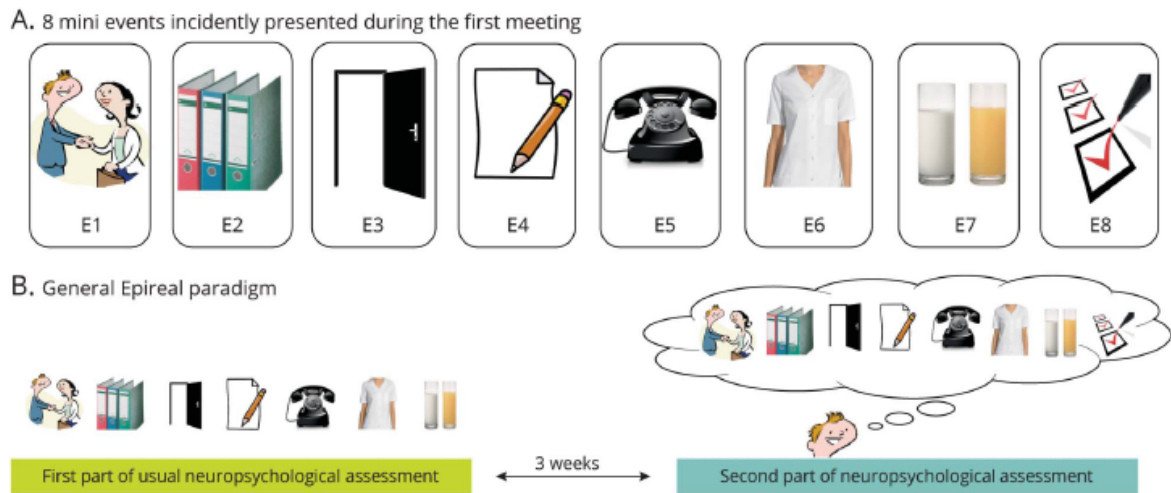 A. 8 mini events incidently presented during the first meeting
E1 E2 E3 E4 E5 E6 E7 E8
B. General Epireal paradigm
3 weeks
First part of usual neuropsychological assessment
Second part of neuropsychological assessment